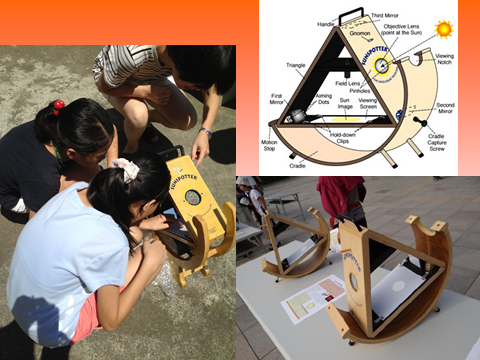 Third Mirror
Handle
Objective Lens
(point at the Sun)
Gnomon
SUNSPOTTER
Viewing
Notch
Triangle
Field Lens
Pinholes
First
Mirror
Aiming
Dots
Sun
Image
Viewing
Screen
Second
Mirror
Motion
Stop
Hold-down
Clips
Cradle
Cradle
Capture
Screw
SUNSPOTTER